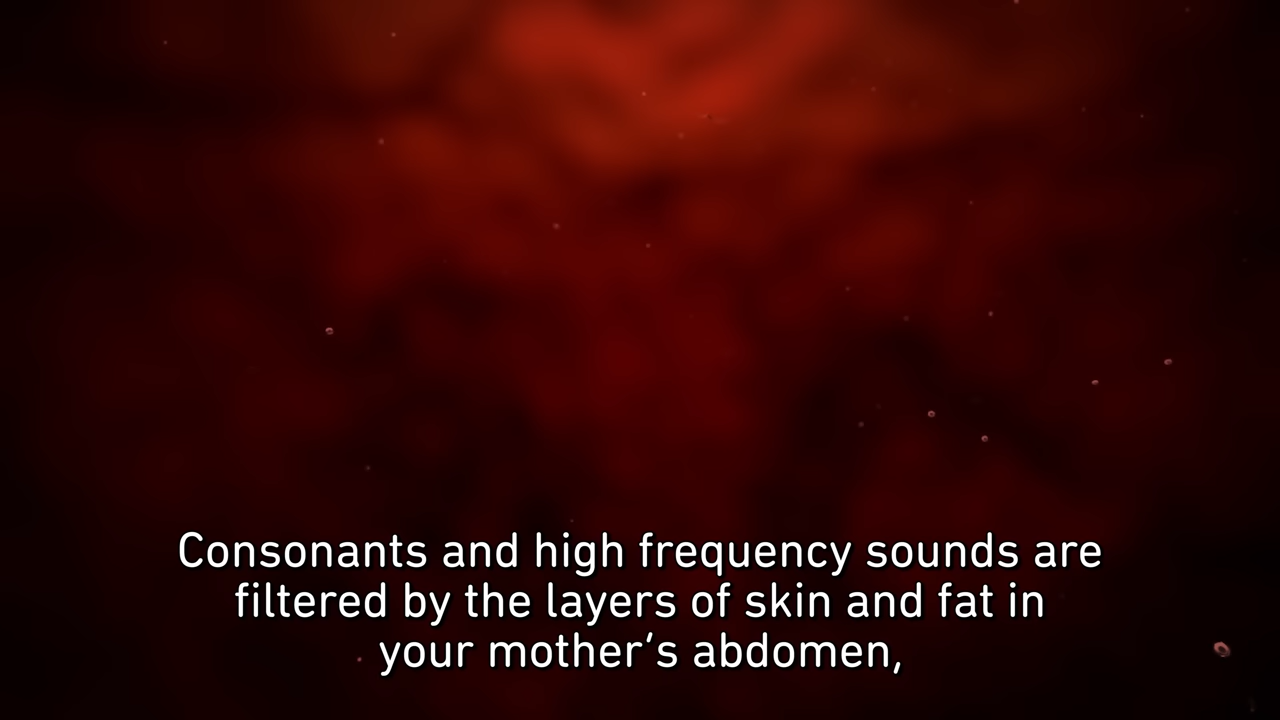 Consonants and high frequency sounds are
filtered by the layers of skin and fat in
your mother's abdomen,